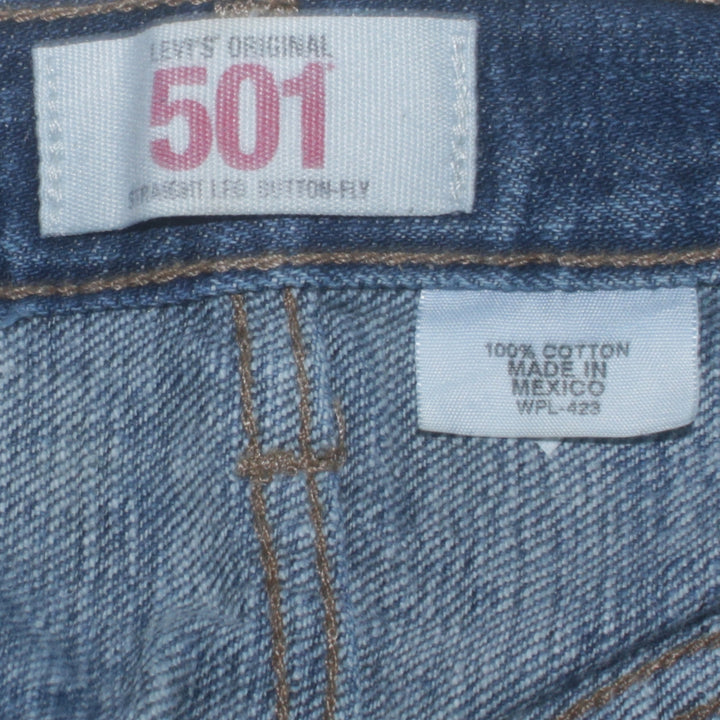 LEVI'S® ORIGINAL
501®
STRAIGHT LEG BUTTON-FLY
100% COTTON
MADE IN
MEXICO
WPL-423